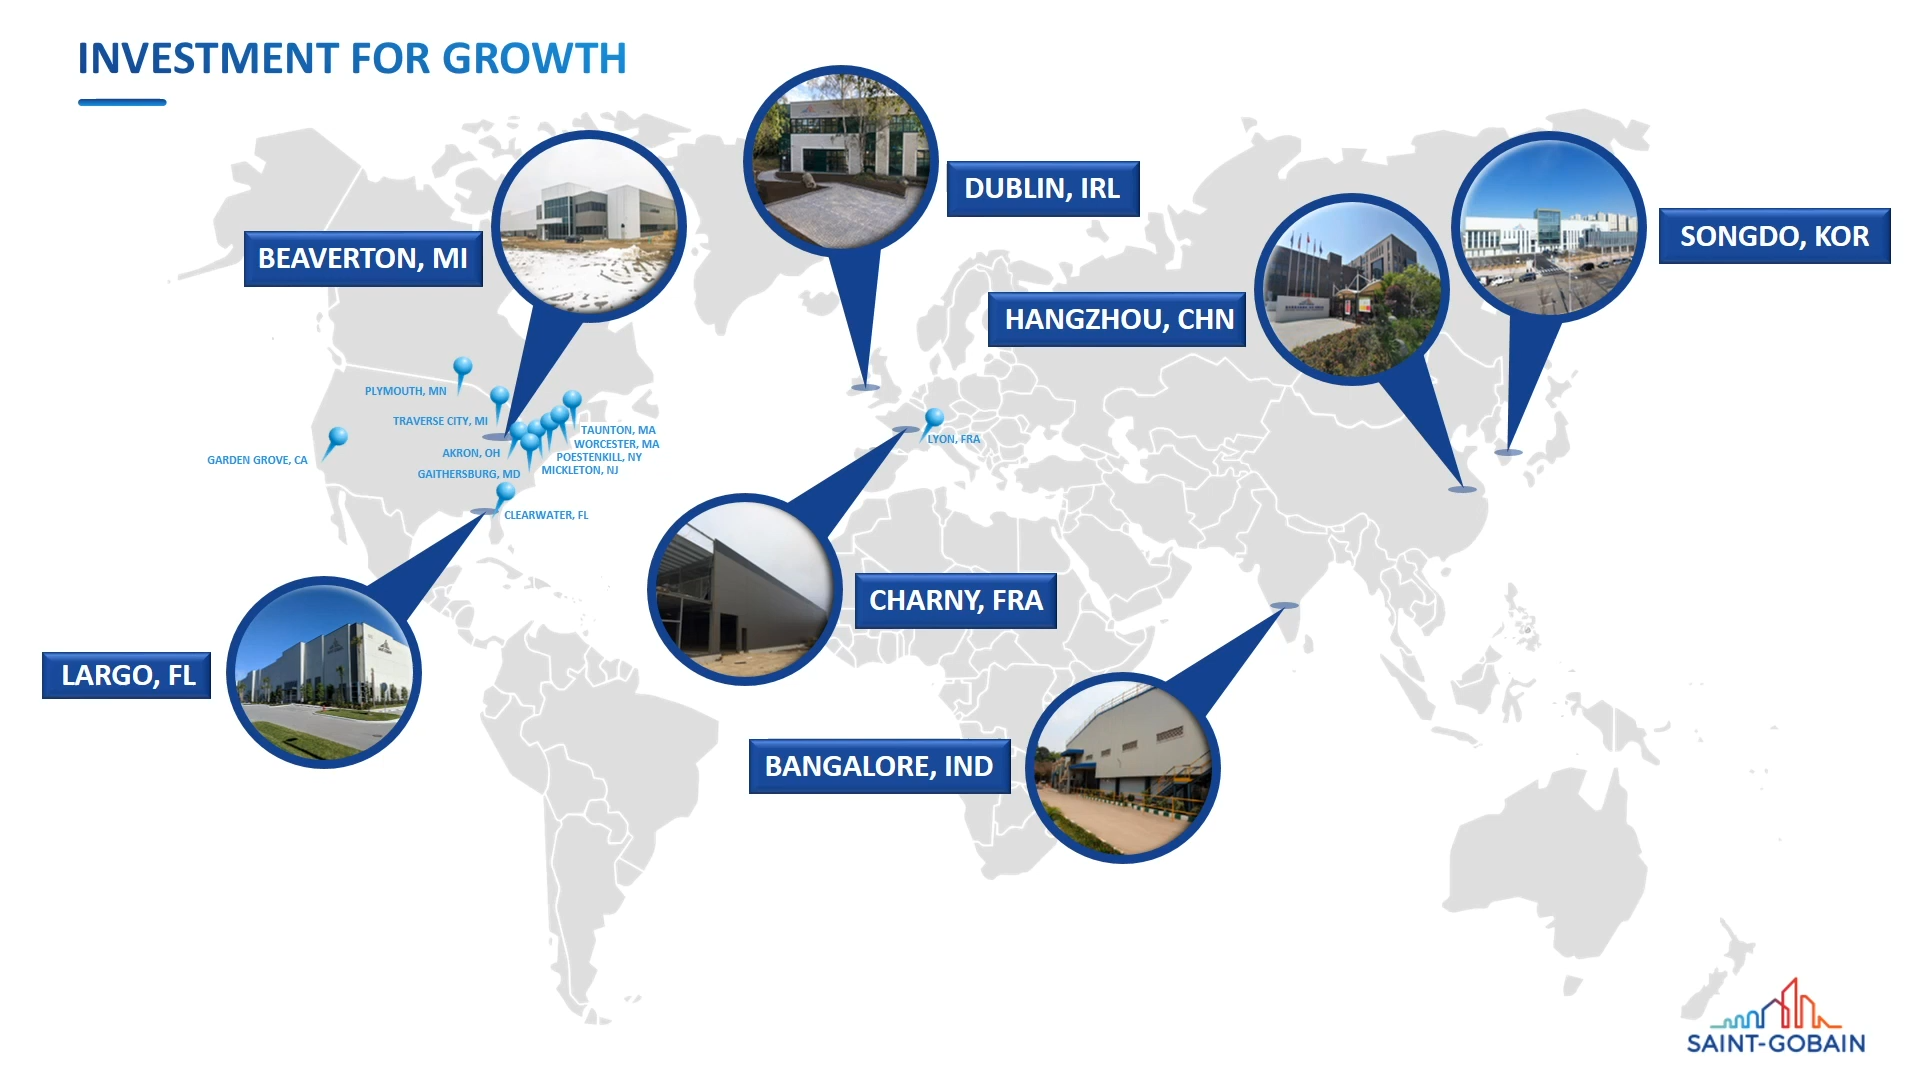 INVESTMENT FOR GROWTH
DUBLIN, IRL
SONGDO, KOR
BEAVERTON, MI
HANGZHOU, CHN
PLYMOUTH, MN
TRAVERSE CITY, MI
TAUNTON, MA
WORCESTER, MA
LYON, FRA
AKRON, OH
POESTENKILL, NY
GARDEN GROVE, CA
MICKLETON, NJ
GAITHERSBURG, MD
CLEARWATER, FL
CHARNY, FRA
LARGO, FL
BANGALORE, IND
SAINT-GOBAIN